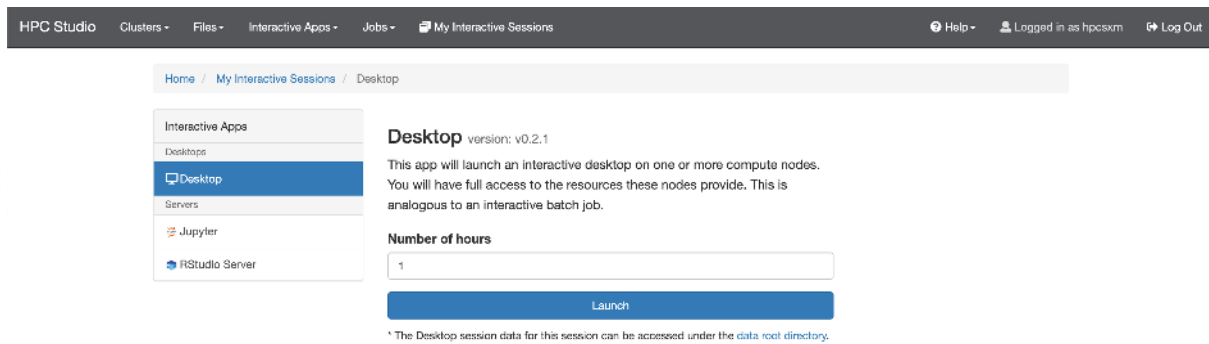 HPC Studio Clusters Files Interactive Apps Jobs My Interactive Sessions Help Logged in as hpcsxm Log Out
Home / My Interactive Sessions / Desktop
Interactive Apps
Desktops
Desktop
Servers
Jupyter
RStudio Server
Desktop version: v0.2.1
This app will launch an interactive desktop on one or more compute nodes.
You will have full access to the resources these nodes provide. This is
analogous to an interactive batch job.
Number of hours
1
Launch
* The Desktop session data for this session can be accessed under the data root directory.